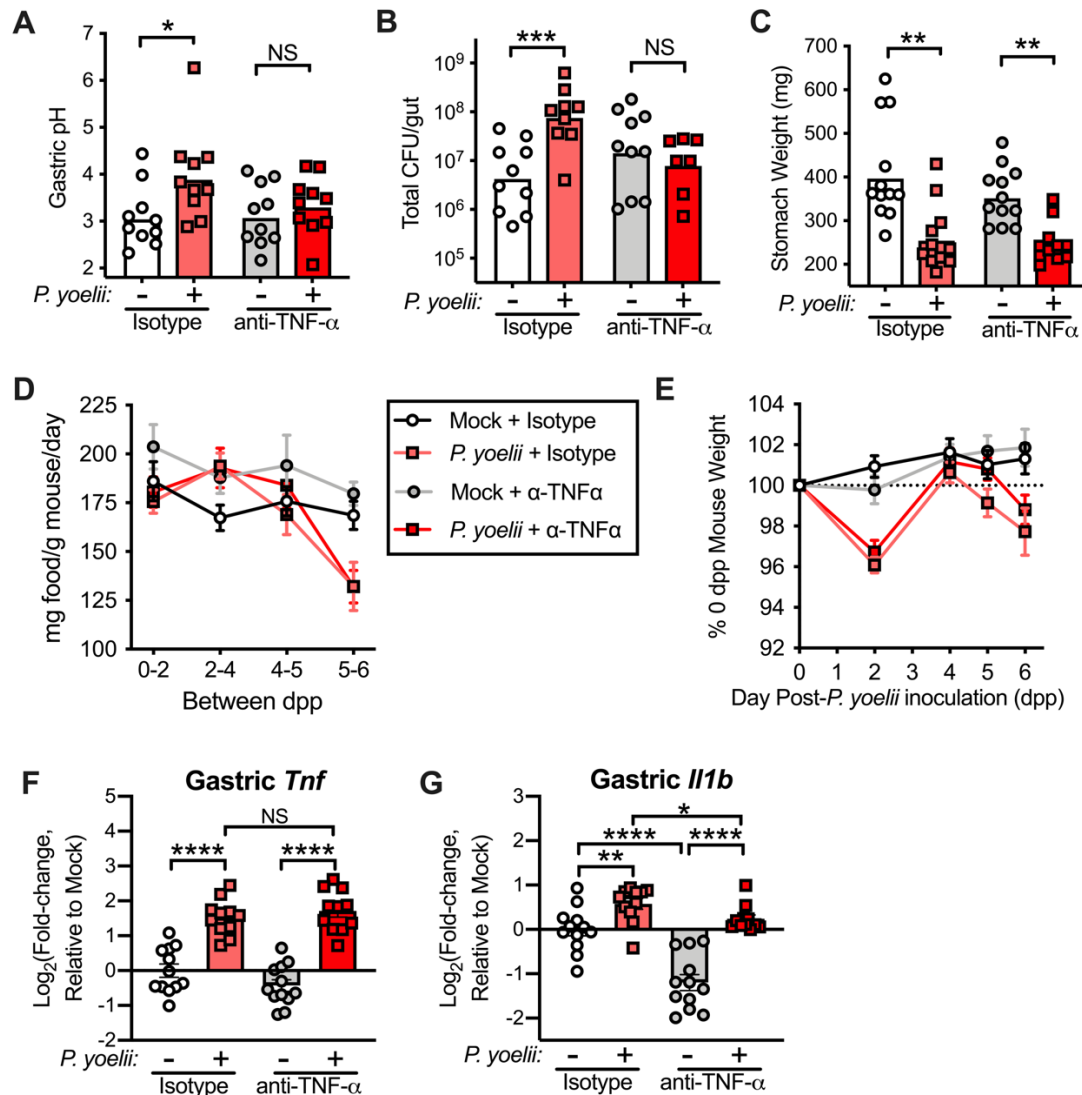 A
Gastric pH
7
6
5
4
3
2
*
NS
P. yoelii:
- + - +
Isotype anti-TNF-α
B
Total CFU/gut
10⁹
10⁸
10⁷
10⁶
10⁵
***
NS
P. yoelii:
- + - +
Isotype anti-TNF-α
C
Stomach Weight (mg)
700
600
500
400
300
200
**
**
P. yoelii:
- + - +
Isotype anti-TNFα
D
mg food/g mouse/day
225
200
175
150
125
100
0-2 2-4 4-5 5-6
Between dpp
Mock + Isotype
P. yoelii + Isotype
Mock + α-TNFα
P. yoelii + α-TNFα
E
% 0 dpp Mouse Weight
104
102
100
98
96
94
92
0 1 2 3 4 5 6
Day Post-P. yoelii inoculation (dpp)
F
Gastric Tnf
Log₂(Fold-change,
Relative to Mock)
4
3
2
1
0
-1
-2
NS
**** ****
P. yoelii: - + - +
Isotype anti-TNF-α
G
Gastric Il1b
Log₂(Fold-change,
Relative to Mock)
3
2
1
0
-1
-2
*
**** ****
**
P. yoelii: - + - +
Isotype anti-TNF-α